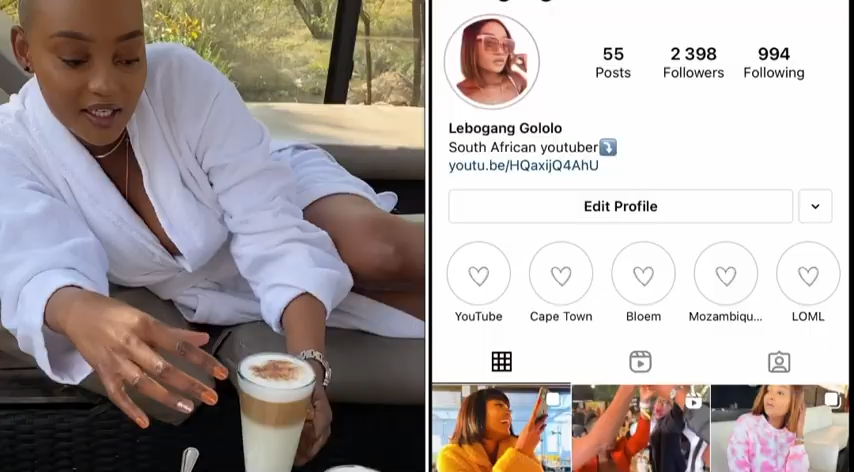 55
Posts
2 398
Followers
994
Following
Lebogang Gololo
South African youtuber
youtu.be/HQaxijQ4AhU
Edit Profile
YouTube
Cape Town
Bloem
Mozambiqu...
LOML